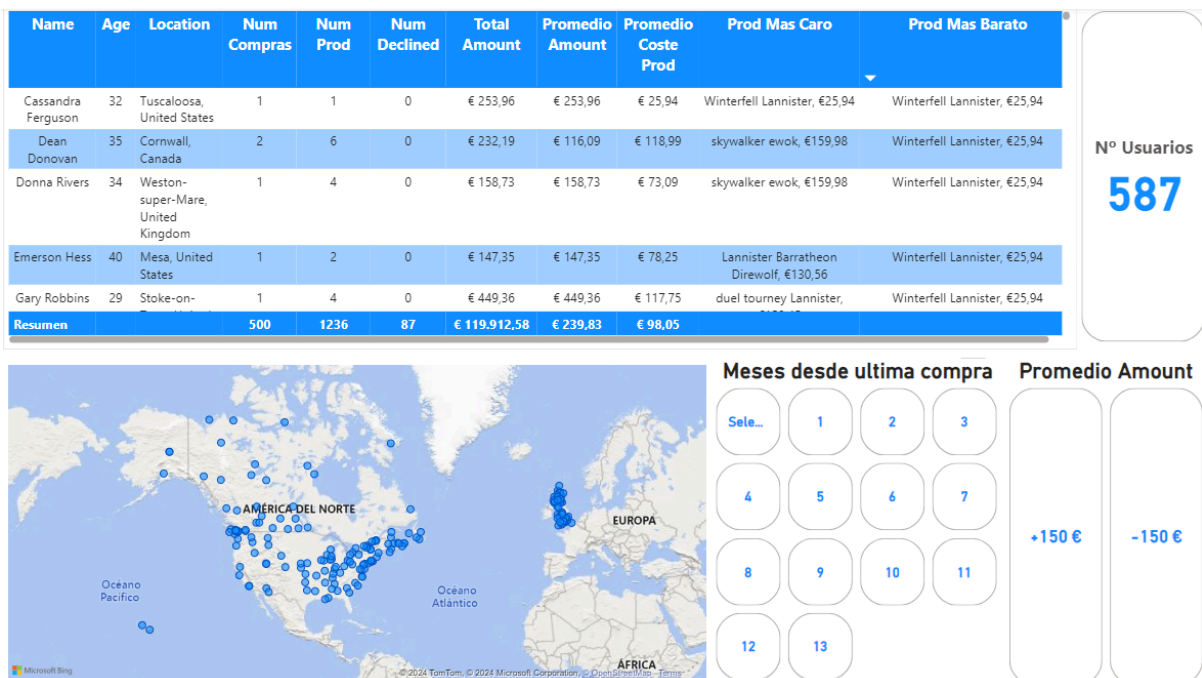 Name Age Location Num Compras Num Prod Num Declined Total Amount Promedio Amount Promedio Coste Prod Prod Mas Caro Prod Mas Barato
Cassandra Ferguson 32 Tuscaloosa, United States 1 1 0 € 253,96 € 253,96 € 25,94 Winterfell Lannister, €25,94 Winterfell Lannister, €25,94
Dean Donovan 35 Cornwall, Canada 2 6 0 € 232,19 € 116,09 € 118,99 skywalker ewok, €159,98 Winterfell Lannister, €25,94
Donna Rivers 34 Weston-super-Mare, United Kingdom 1 4 0 € 158,73 € 158,73 € 73,09 skywalker ewok, €159,98 Winterfell Lannister, €25,94
Emerson Hess 40 Mesa, United States 1 2 0 € 147,35 € 147,35 € 78,25 Lannister Barratheon Direwolf, €130,56 Winterfell Lannister, €25,94
Gary Robbins 29 Stoke-on- 1 4 0 € 449,36 € 449,36 € 117,75 duel tourney Lannister, Winterfell Lannister, €25,94
Resumen 500 1236 87 € 119.912,58 € 239,83 € 98,05
Nº Usuarios
587
AMÉRICA DEL NORTE
EUROPA
Océano
Pacífico
Océano
Atlántico
ÁFRICA
Microsoft Bing
© 2024 TomTom, © 2024 Microsoft Corporation, © OpenStreetMap Terms
Meses desde ultima compra
Sele... 1 2 3
4 5 6 7
8 9 10 11
12 13
Promedio Amount
+150 € -150 €